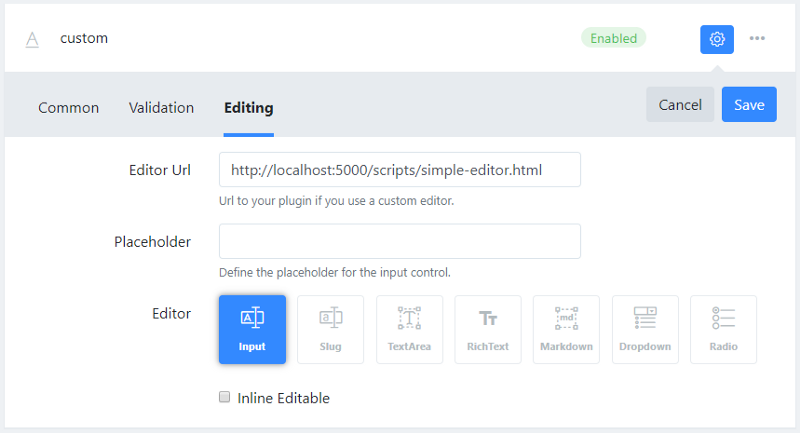 custom Enabled
Common Validation Editing Cancel Save
Editor Url http://localhost:5000/scripts/simple-editor.html
Url to your plugin if you use a custom editor.
Placeholder
Define the placeholder for the input control.
Editor
Input Slug TextArea RichText Markdown Dropdown Radio
Inline Editable